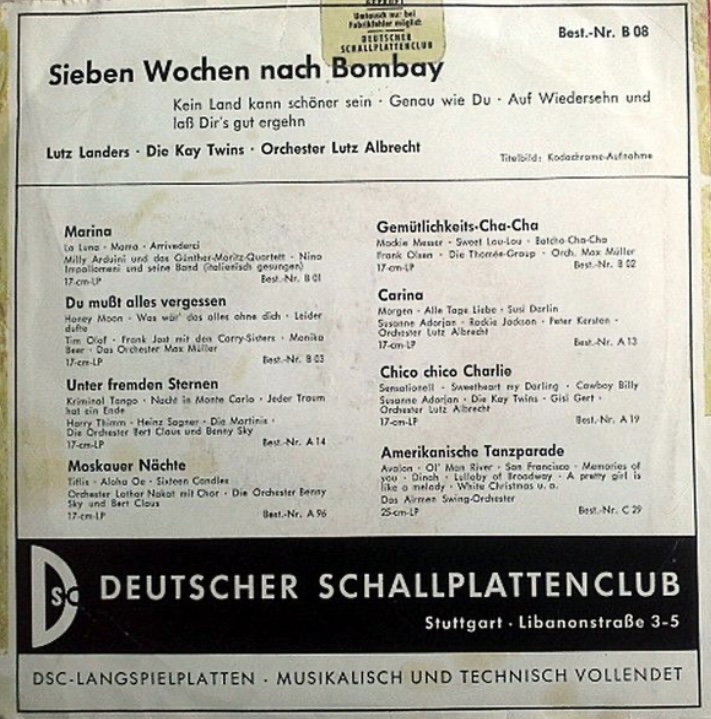 GEPRÜFT
Umtausch nur bei
Fabrikfehler möglich
DEUTSCHER
SCHALLPLATTENCLUB
Best.-Nr. B 08
Sieben Wochen nach Bombay
Kein Land kann schöner sein · Genau wie Du · Auf Wiedersehn und
laß Dir's gut ergehn
Lutz Landers · Die Kay Twins · Orchester Lutz Albrecht
Titelbild: Kodachrome-Aufnahme
Marina
La Luna · Marra · Arrivederci
Milly Arduini und das Günther-Moritz-Quartett · Nino
Impallomeni und seine Band (italienisch gesungen)
17-cm-LP Best.-Nr. B 01
Du mußt alles vergessen
Honey Moon · Was wär' das alles ohne dich · Leider
dufte
Tim Olaf · Frank Jost mit den Carry-Sisters · Monika
Beer · Das Orchester Max Müller
17-cm-LP Best.-Nr. B 03
Unter fremden Sternen
Kriminal Tango · Nacht in Monte Carlo · Jeder Traum
hat ein Ende
Harry Thimm · Heinz Sagner · Die Martinis ·
Die Orchester Bert Claus und Benny Sky
17-cm-LP Best.-Nr. A 14
Moskauer Nächte
Tiflis · Aloha Oe · Sixteen Candles
Orchester Lothar Nakat mit Chor · Die Orchester Benny
Sky und Bert Claus
17-cm-LP Best.-Nr. A 96
Gemütlichkeits-Cha-Cha
Mackie Messer · Sweet Lou-Lou · Batcha-Cha-Cha
Frank Olsen · Die Thomée-Group · Orch. Max Müller
17-cm-LP Best.-Nr. B 02
Carina
Morgen · Alle Tage Liebe · Susi Darlin
Susanne Adorjan · Rockie Jackson · Peter Kersten ·
Orchester Lutz Albrecht
17-cm-LP Best.-Nr. A 13
Chico chico Charlie
Sensationell · Sweetheart my Darling · Cowboy Billy
Susanne Adorjan · Die Kay Twins · Gisi Gert ·
Orchester Lutz Albrecht
17-cm-LP Best.-Nr. A 19
Amerikanische Tanzparade
Avalon · Ol' Man River · San Francisco · Memories of
you · Dinah · Lullaby of Broadway · A pretty girl is
like a melody · White Christmas u. a.
Das Airmen Swing-Orchester
25-cm-LP Best.-Nr. C 29
DSC DEUTSCHER SCHALLPLATTENCLUB
Stuttgart · Libanonstraße 3-5
DSC-LANGSPIELPLATTEN · MUSIKALISCH UND TECHNISCH VOLLENDET